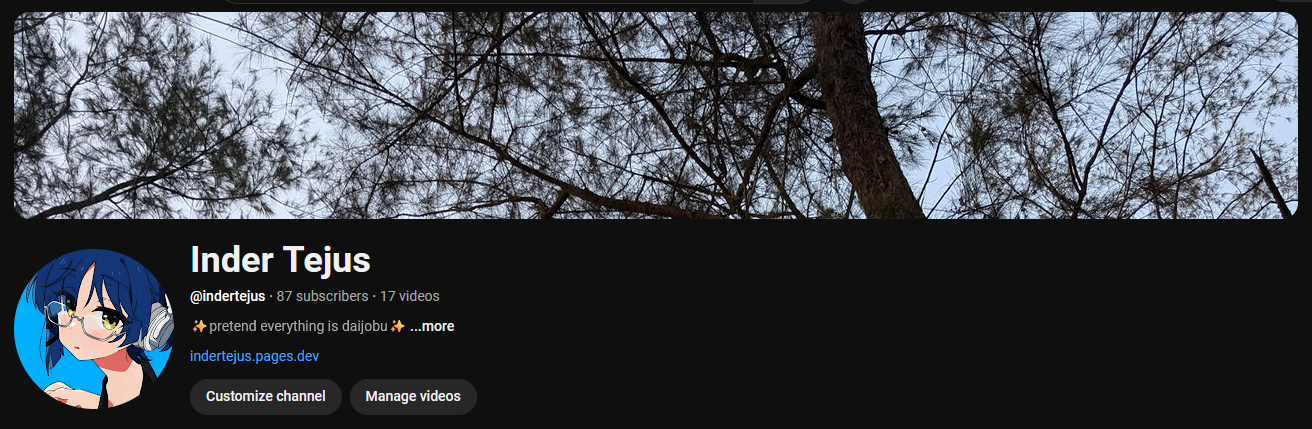 Inder Tejus
@indertejus · 87 subscribers · 17 videos
✨pretend everything is daijobu✨ ...more
indertejus.pages.dev
Customize channel Manage videos